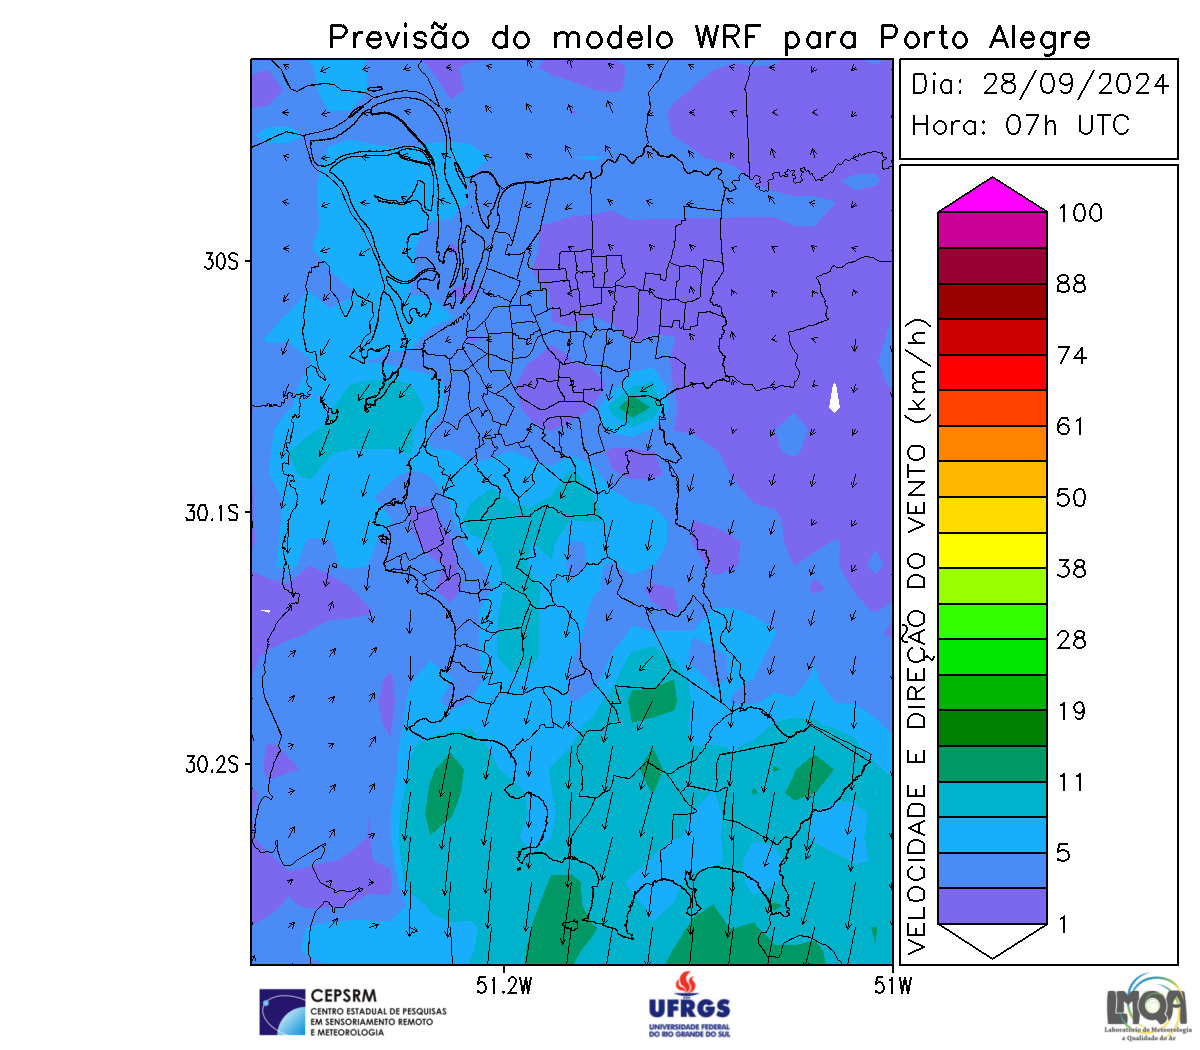 Previsão do modelo WRF para Porto Alegre
Dia: 28/09/2024
Hora: 07h UTC
30S
30.1S
30.2S
51.2W
51W
VELOCIDADE E DIREÇÃO DO VENTO (km/h)
100
88
74
61
50
38
28
19
11
5
1
CEPSRM
CENTRO ESTADUAL DE PESQUISAS
EM SENSORIAMENTO REMOTO
E METEOROLOGIA
UFRGS
UNIVERSIDADE FEDERAL
DO RIO GRANDE DO SUL
LMQA
Laboratório de Meteorologia
e Qualidade do Ar